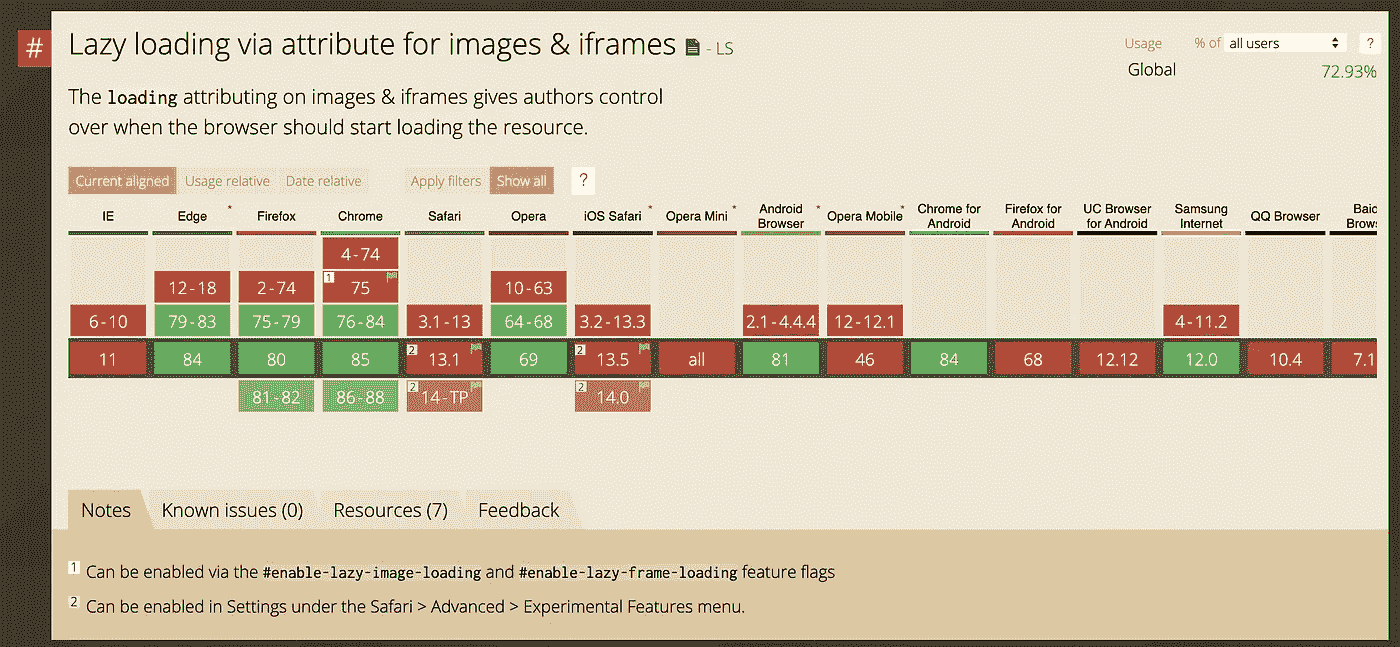 #
Lazy loading via attribute for images & iframes - LS
Usage % of all users ?
Global 72.93%
The loading attributing on images & iframes gives authors control
over when the browser should start loading the resource.
Current aligned Usage relative Date relative Apply filters Show all ?
IE Edge * Firefox Chrome Safari Opera iOS Safari * Opera Mini * Android Browser * Opera Mobile * Chrome for Android Firefox for Android UC Browser for Android Samsung Internet QQ Browser
4-74
12-18 2-74 1 75 10-63
6-10 79-83 75-79 76-84 3.1-13 64-68 3.2-13.3 2.1-4.4.4 12-12.1 4-11.2
11 84 80 85 2 13.1 69 2 13.5 all 81 46 84 68 12.12 12.0 10.4 7.1
81-82 86-88 2 14-TP 2 14.0
Notes Known issues (0) Resources (7) Feedback
1 Can be enabled via the #enable-lazy-image-loading and #enable-lazy-frame-loading feature flags
2 Can be enabled in Settings under the Safari > Advanced > Experimental Features menu.